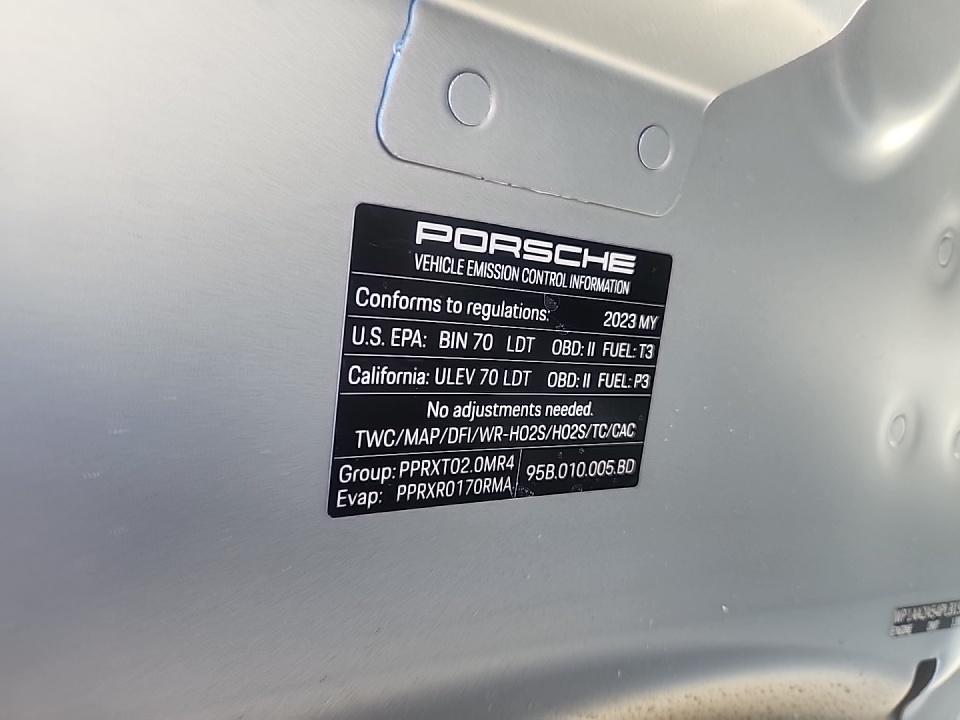 PORSCHE
VEHICLE EMISSION CONTROL INFORMATION
Conforms to regulations: 2023 MY
U.S. EPA: BIN 70 LDT OBD: II FUEL: T3
California: ULEV 70 LDT OBD: II FUEL: P3
No adjustments needed.
TWC/MAP/DFI/WR-HO2S/HO2S/TC/CAC
Group: PPRXT02.0MR4 95B.010.005.BD
Evap: PPRXR0170RMA